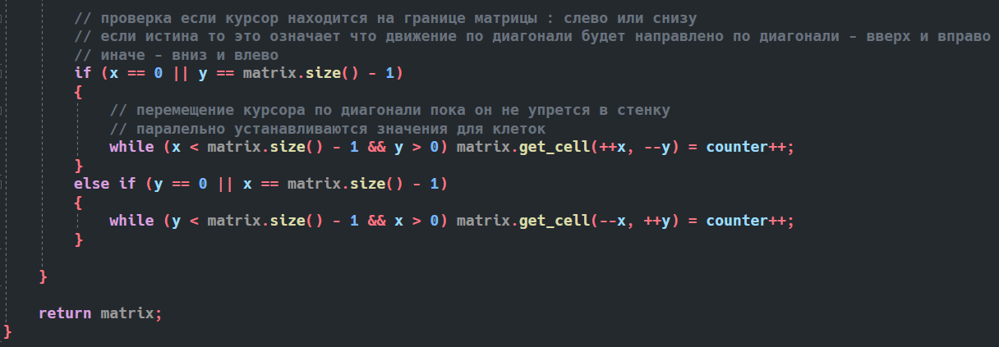 // проверка если курсор находится на границе матрицы : слево или снизу
// если истина то это означает что движение по диагонали будет направлено по диагонали - вверх и вправо
// иначе - вниз и влево
if (x == 0 || y == matrix.size() - 1)
{
// перемещение курсора по диагонали пока он не упрется в стенку
// паралельно устанавливаются значения для клеток
while (x < matrix.size() - 1 && y > 0) matrix.get_cell(++x, --y) = counter++;
}
else if (y == 0 || x == matrix.size() - 1)
{
while (y < matrix.size() - 1 && x > 0) matrix.get_cell(--x, ++y) = counter++;
}
}
return matrix;
}